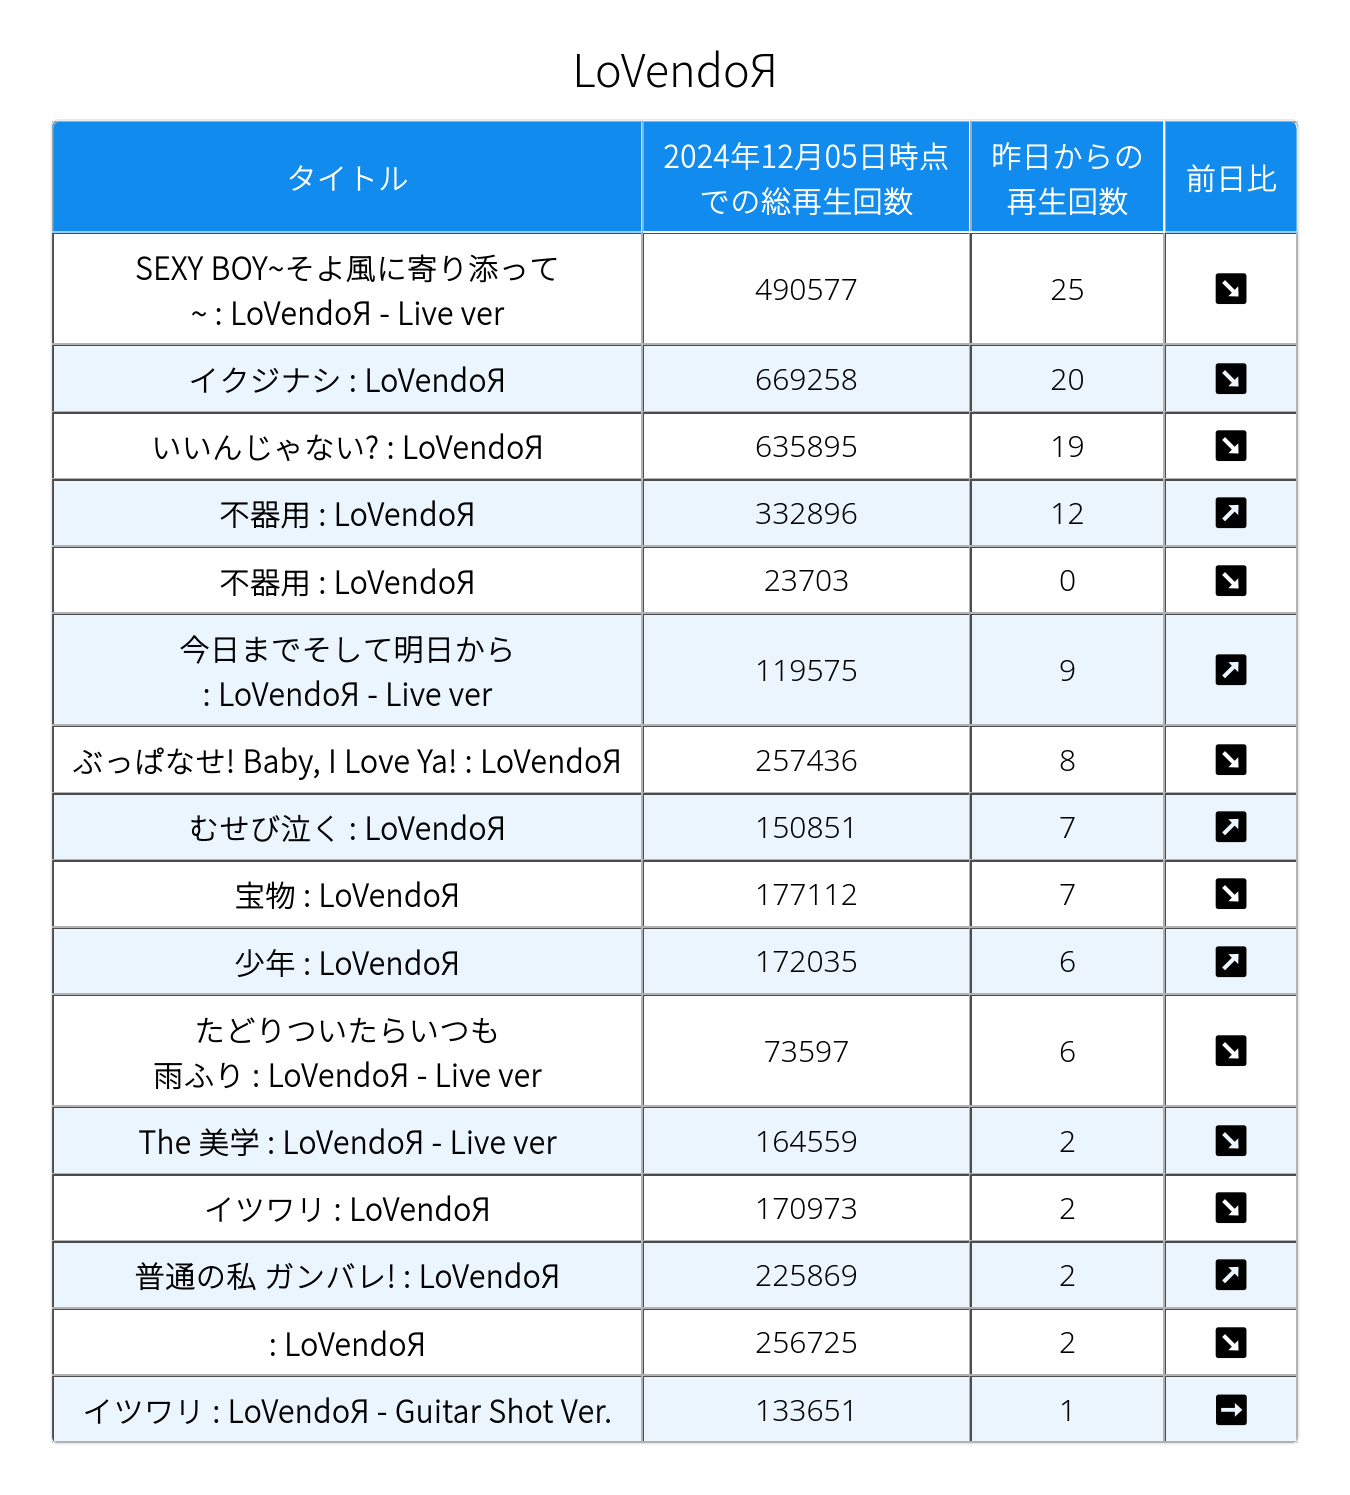 LoVendoЯ
タイトル
2024年12月05日時点
での総再生回数
昨日からの
再生回数
前日比
SEXY BOY~そよ風に寄り添って
~ : LoVendoЯ - Live ver
490577
25
イクジナシ : LoVendoЯ
669258
20
いいんじゃない? : LoVendoЯ
635895
19
不器用 : LoVendoЯ
332896
12
不器用 : LoVendoЯ
23703
0
今日までそして明日から
: LoVendoЯ - Live ver
119575
9
ぶっぱなせ! Baby, I Love Ya! : LoVendoЯ
257436
8
むせび泣く : LoVendoЯ
150851
7
宝物 : LoVendoЯ
177112
7
少年 : LoVendoЯ
172035
6
たどりついたらいつも
雨ふり : LoVendoЯ - Live ver
73597
6
The 美学 : LoVendoЯ - Live ver
164559
2
イツワリ : LoVendoЯ
170973
2
普通の私 ガンバレ! : LoVendoЯ
225869
2
: LoVendoЯ
256725
2
イツワリ : LoVendoЯ - Guitar Shot Ver.
133651
1